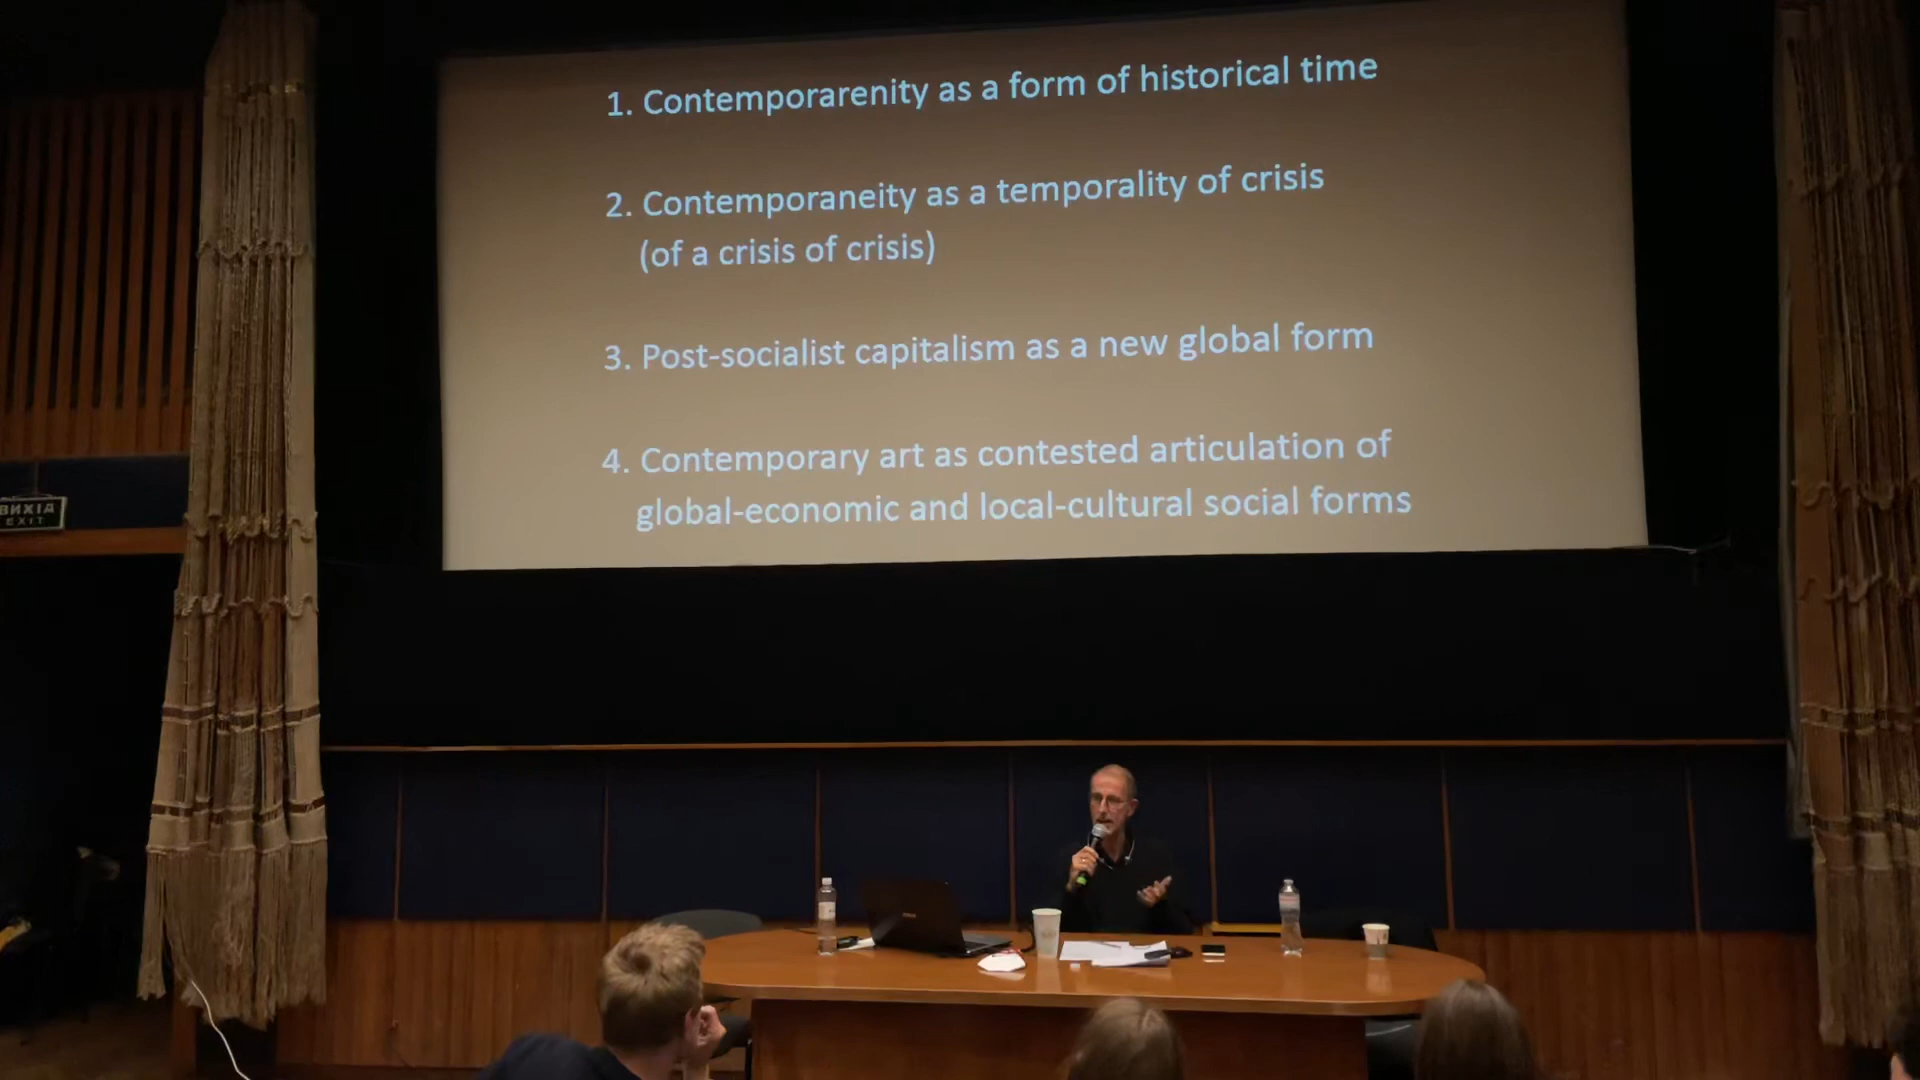 1. Contemporarenity as a form of historical time
2. Contemporaneity as a temporality of crisis
(of a crisis of crisis)
3. Post-socialist capitalism as a new global form
4. Contemporary art as contested articulation of
global-economic and local-cultural social forms
ВИХІД
EXIT